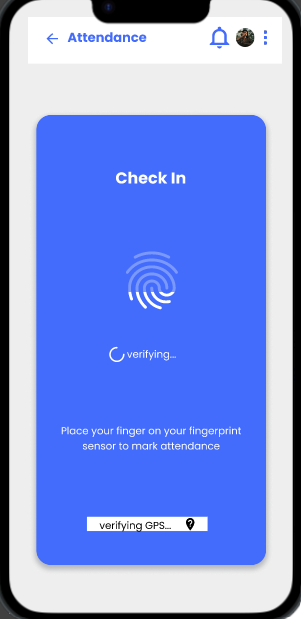 Attendance
Check In
verifying...
Place your finger on your fingerprint
sensor to mark attendance
verifying GPS...